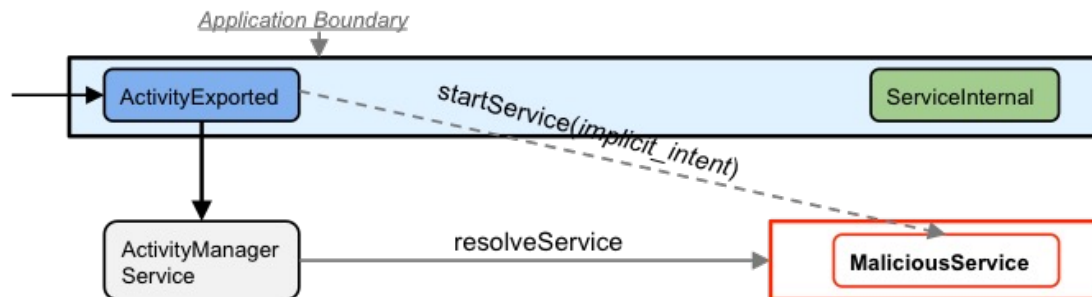 Application Boundary
ActivityExported
startService(implicit_intent)
ServiceInternal
ActivityManager
Service
resolveService
MaliciousService